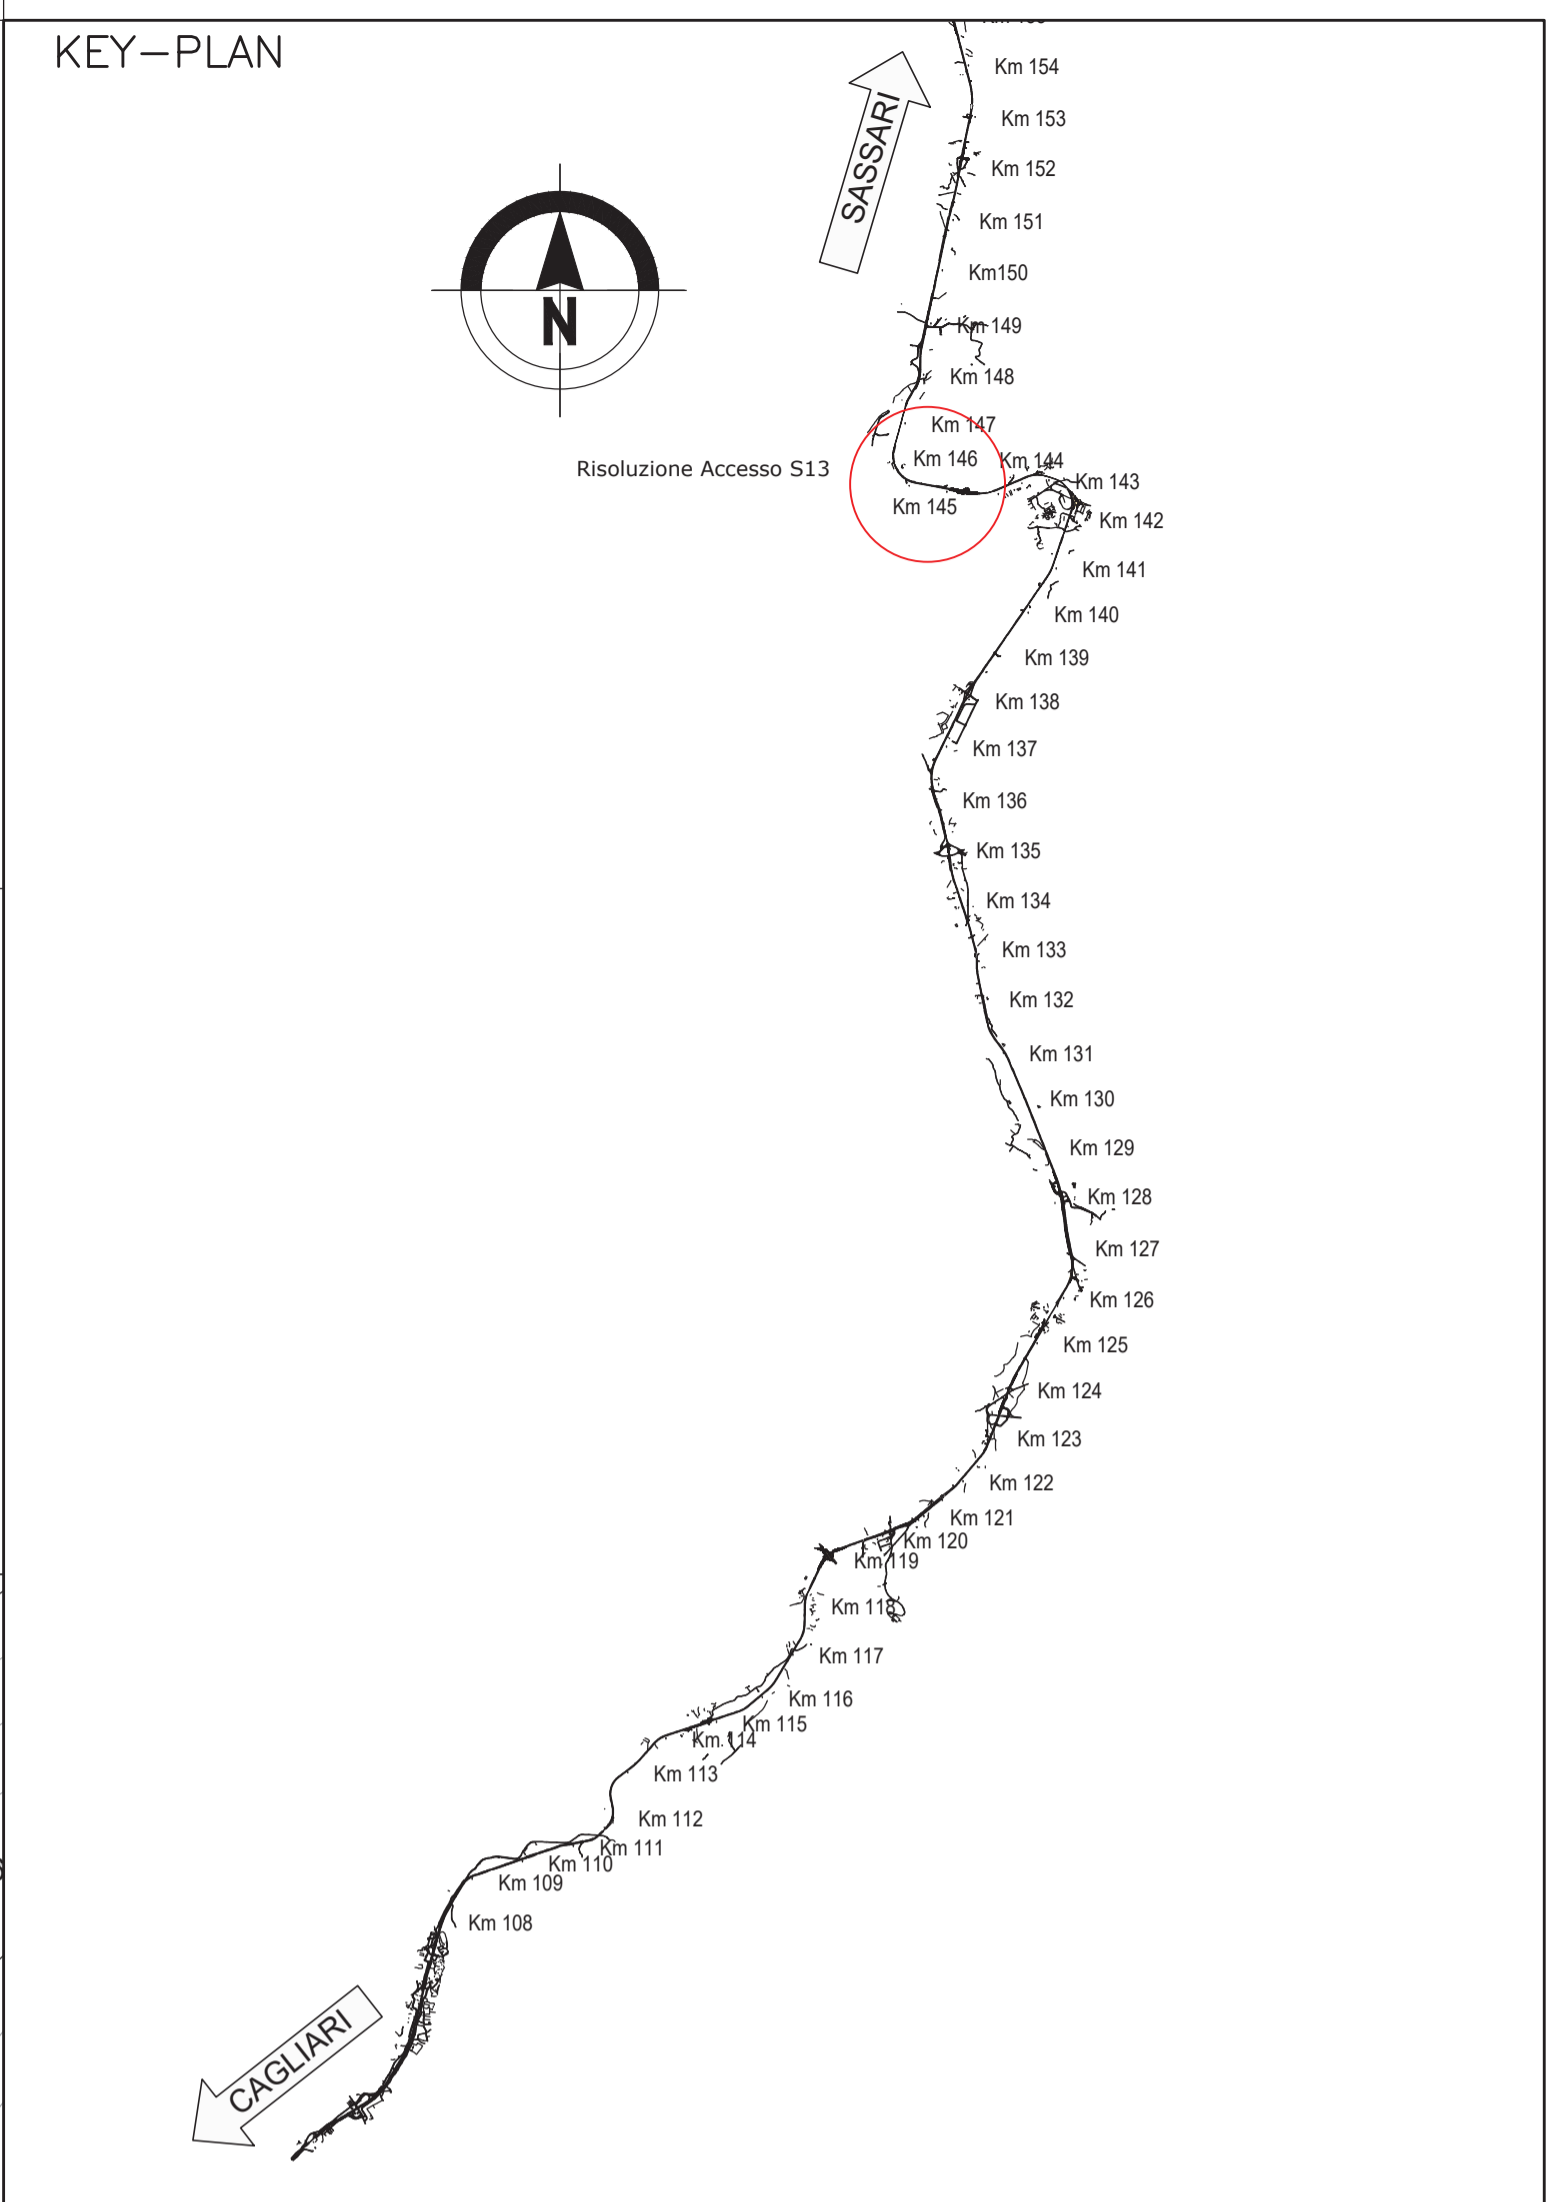 KEY-PLAN
SASSARI
N
Km 154
Km 153
Km 152
Km 151
Km150
Km 149
Km 148
Km 147
Km 146
Km 144
Risoluzione Accesso S13
Km 143
Km 145
Km 142
Km 141
Km 140
Km 139
Km 138
Km 137
Km 136
Km 135
Km 134
Km 133
Km 132
Km 131
Km 130
Km 129
Km 128
Km 127
Km 126
Km 125
Km 124
Km 123
Km 122
Km 121
Km 120
Km 119
Km 118
Km 117
Km 116
Km 115
Km 114
Km 113
Km 112
Km 111
Km 110
Km 109
Km 108
CAGLIARI